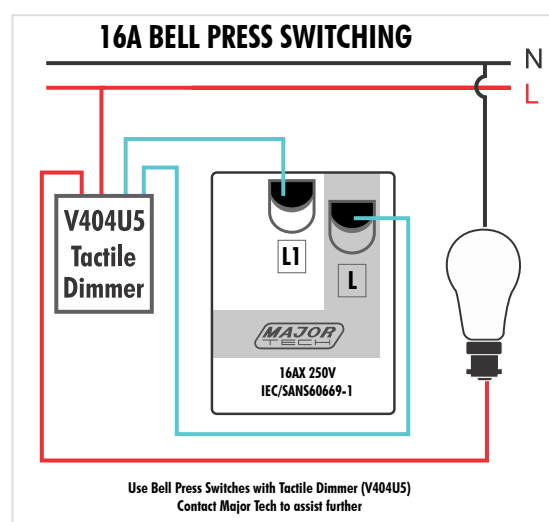 16A BELL PRESS SWITCHING
N
L
V404U5
Tactile
Dimmer
L1
L
MAJOR
TECH
16AX 250V
IEC/SANS60669-1
Use Bell Press Switches with Tactile Dimmer (V404U5)
Contact Major Tech to assist further